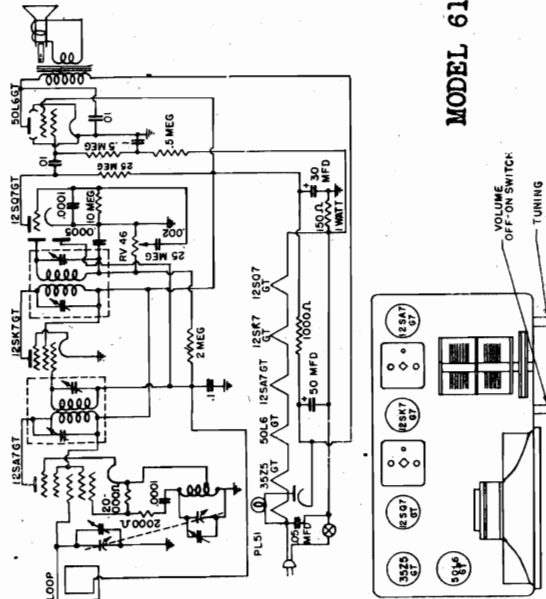 LOOP
12SA7GT
20-
000Ω
2000Ω
.0001
12SK7GT
.1
2 MEG
12SQ7GT
.0005
.0001
10 MEG
RV 46
.002
25 MEG
25 MEG
50L6GT
.01
.01
.5 MEG
.5 MEG
PL51
.05
MFD
35Z5
GT
50L6
GT
12SA7GT
12SK7
GT
12SQ7
GT
50 MFD
1000Ω
30
MFD
150Ω
1 WATT
MODEL 61
35Z5
GT
12SQ7
GT
12SK7
GT
12SA7
GT
50L6
GT
VOLUME
OFF-ON SWITCH
TUNING